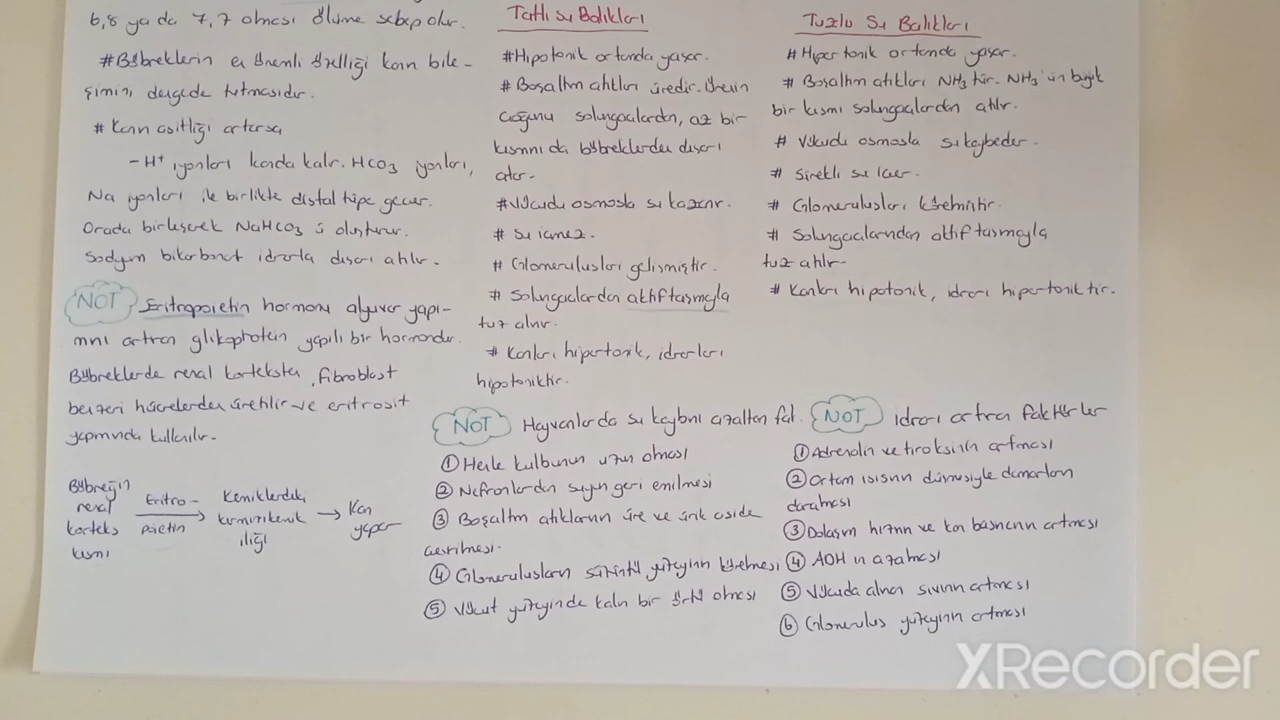 6,8 ya da 7,7 olması ölüme sebep olur.
#Böbreklerin en önemli özelliği kanın bile-
şimini dengede tutmasıdır.
# Kanın asitliği artarsa
-H⁺ iyonları kanda kalır. HCO3 iyonları,
Na iyonları ile birlikte distal tüpe geçer.
Orada birleşerek NaHCO3 ü oluşturur.
Sodyum bikarbonat idrarla dışarı atılır.
NOT Eritropoietin hormonu alyuvar yapı-
mını artıran glikoprotein yapılı bir hormondur.
Böbreklerde renal korteksten, fibroblast
benzeri hücrelerden üretilir ve eritrosit
yapımında kullanılır.
Böbreğin
renal
korteks
kısmı
Eritro-
poietin
Kemiklerdeki
kırmızı kemik
iliği
Kan
yapar
Tatlı su Balıkları
#Hipotonik ortamda yaşar.
# Boşaltım atıkları üredir. Ürenin
çoğunu solungaçlardan, az bir
kısmını da böbreklerden dışarı
atar.
#Vücudu osmosla su kazanır.
# Su içmez.
# Glomerulusları gelişmiştir.
# Solungaçlardan aktif taşımayla
tuz alınır.
# Kanları hipertonik, idrarları
hipotoniktir.
Tuzlu Su Balıkları
# Hipertonik ortamda yaşar.
# Boşaltım atıkları NH3 tür. NH3 ün büyük
bir kısmı solungaçlardan atılır.
# Vücudu osmosla su kaybeder.
# Sürekli su içer.
# Glomerulusları körelmiştir.
# Solungaçlarından aktif taşımayla
tuz atılır.
# Kanları hipotonik, idrarı hipertoniktir.
NOT Hayvanlarda su kaybını azaltan fak.
① Henle kulbunun uzun olması
② Nefronlardan suyun geri emilmesi
③ Boşaltım atıklarının üre ve ürik aside
çevrilmesi.
④ Glomerulusların süzüntü yüzeyinin körelmesi
⑤ Vücut yüzeyinde kalın bir örtü olması
NOT idrarı artıran faktörler
① Adrenalin ve tiroksinin artması
② Ortam ısısının düşmesiyle damarların
daralması
③ Dolaşım hızının ve kan basıncının artması
④ ADH ın azalması
⑤ Vücuda alınan sıvının artması
⑥ Glomerulus yüzeyinin artması
XRecorder